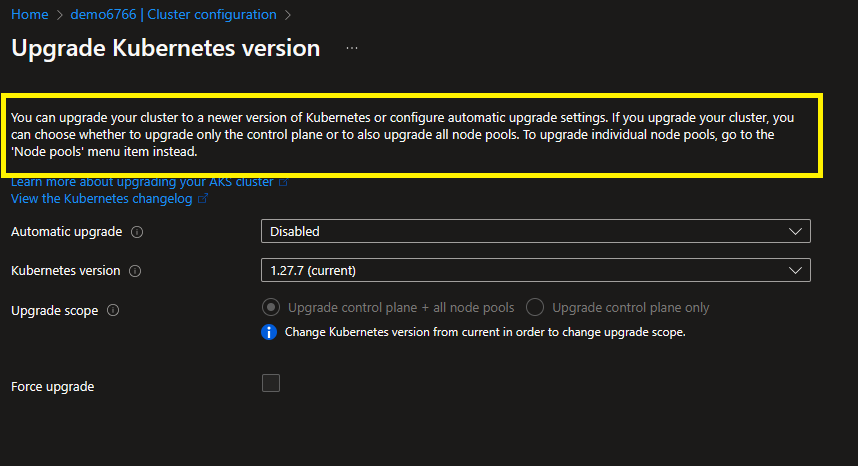 Home > demo6766 | Cluster configuration >
Upgrade Kubernetes version ...
You can upgrade your cluster to a newer version of Kubernetes or configure automatic upgrade settings. If you upgrade your cluster, you
can choose whether to upgrade only the control plane or to also upgrade all node pools. To upgrade individual node pools, go to the
'Node pools' menu item instead.
Learn more about upgrading your AKS cluster
View the Kubernetes changelog
Automatic upgrade Disabled
Kubernetes version 1.27.7 (current)
Upgrade scope Upgrade control plane + all node pools Upgrade control plane only
Change Kubernetes version from current in order to change upgrade scope.
Force upgrade